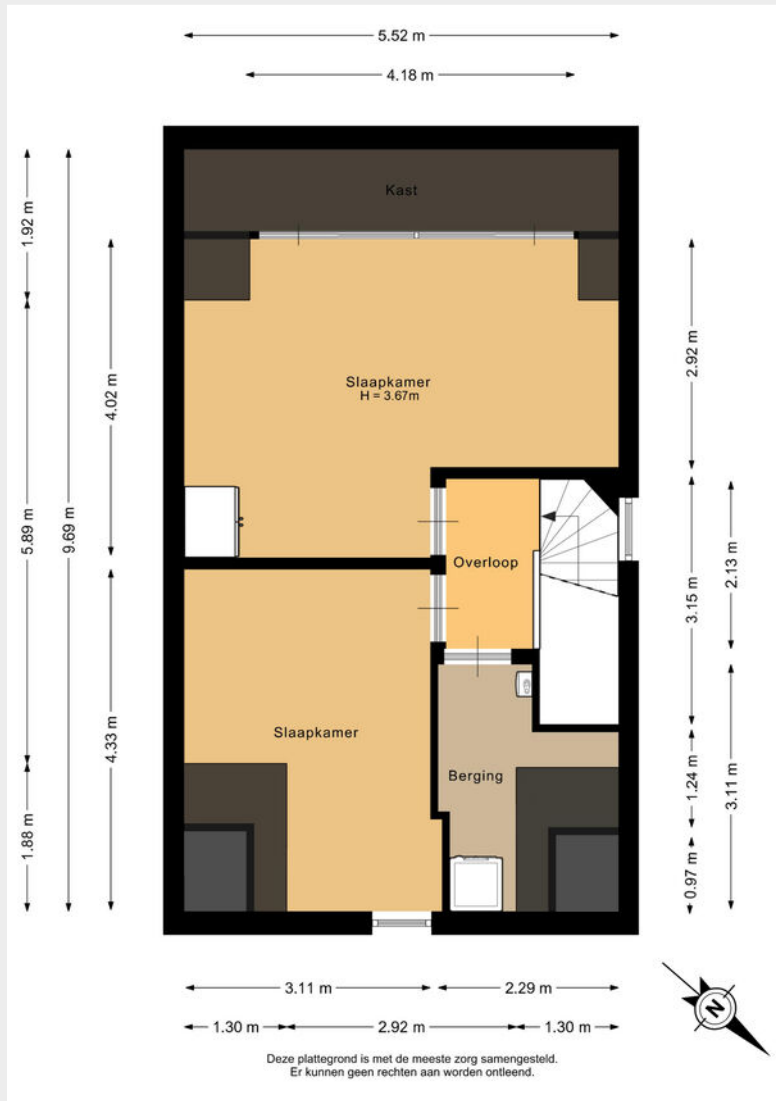 5.52 m
4.18 m
Kast
1.92 m
9.69 m
4.02 m
5.89 m
2.92 m
Slaapkamer
H = 3.67m
Overloop
2.13 m
3.15 m
4.33 m
Slaapkamer
Berging
1.24 m
3.11 m
1.88 m
0.97 m
3.11 m
2.29 m
1.30 m
2.92 m
1.30 m
N
Deze plattegrond is met de meeste zorg samengesteld.
Er kunnen geen rechten aan worden ontleend.